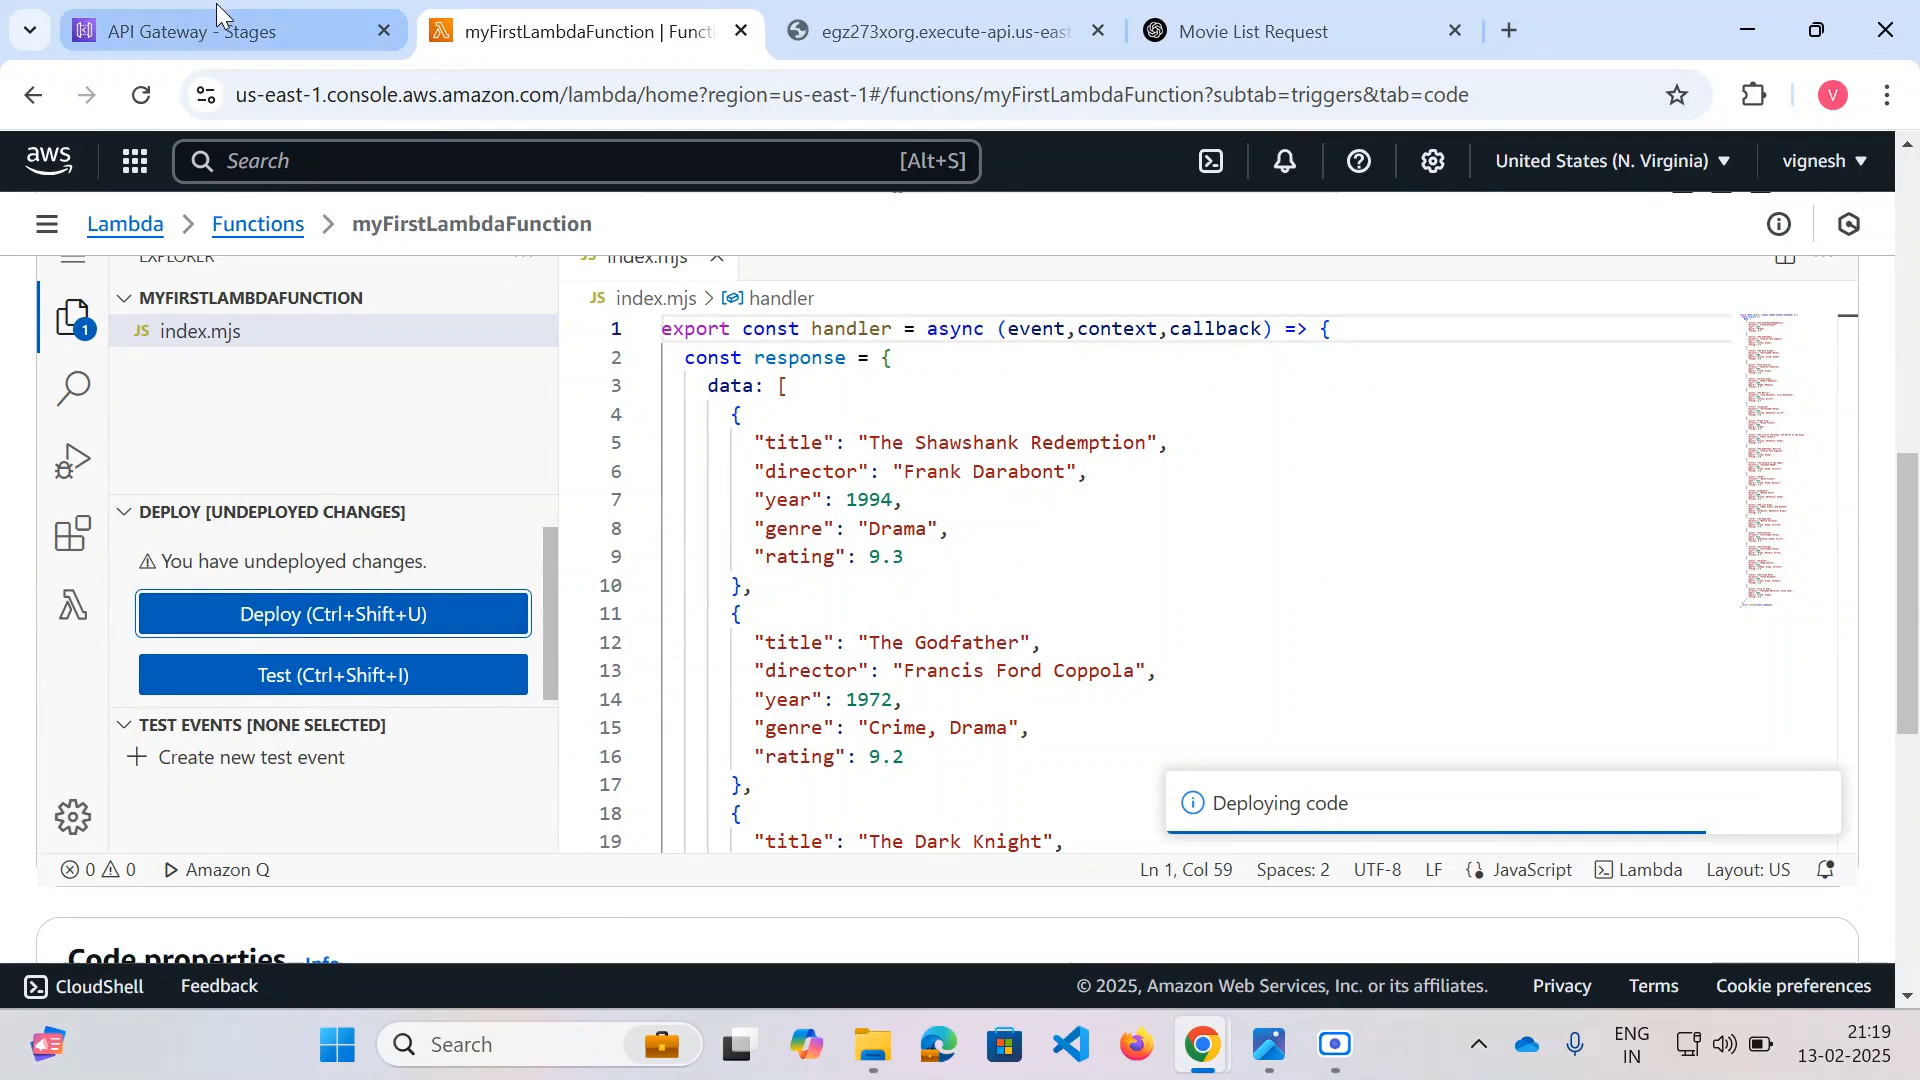 API Gateway - Stages
myFirstLambdaFunction | Functi
egz273xorg.execute-api.us-east
Movie List Request
us-east-1.console.aws.amazon.com/lambda/home?region=us-east-1#/functions/myFirstLambdaFunction?subtab=triggers&tab=code
V
aws
Search
[Alt+S]
United States (N. Virginia)
vignesh
Lambda
Functions
myFirstLambdaFunction
EXPLORER
JS index.mjs
MYFIRSTLAMBDAFUNCTION
JS index.mjs
1
DEPLOY [UNDEPLOYED CHANGES]
You have undeployed changes.
Deploy (Ctrl+Shift+U)
Test (Ctrl+Shift+I)
TEST EVENTS [NONE SELECTED]
Create new test event
JS index.mjs > handler
1 export const handler = async (event,context,callback) => {
2 const response = {
3 data: [
4 {
5 "title": "The Shawshank Redemption",
6 "director": "Frank Darabont",
7 "year": 1994,
8 "genre": "Drama",
9 "rating": 9.3
10 },
11 {
12 "title": "The Godfather",
13 "director": "Francis Ford Coppola",
14 "year": 1972,
15 "genre": "Crime, Drama",
16 "rating": 9.2
17 },
18 {
19 "title": "The Dark Knight",
Deploying code
0 0 Amazon Q
Ln 1, Col 59 Spaces: 2 UTF-8 LF JavaScript Lambda Layout: US
Code properties Info
CloudShell Feedback
© 2025, Amazon Web Services, Inc. or its affiliates. Privacy Terms Cookie preferences
Search
ENG
IN
21:19
13-02-2025